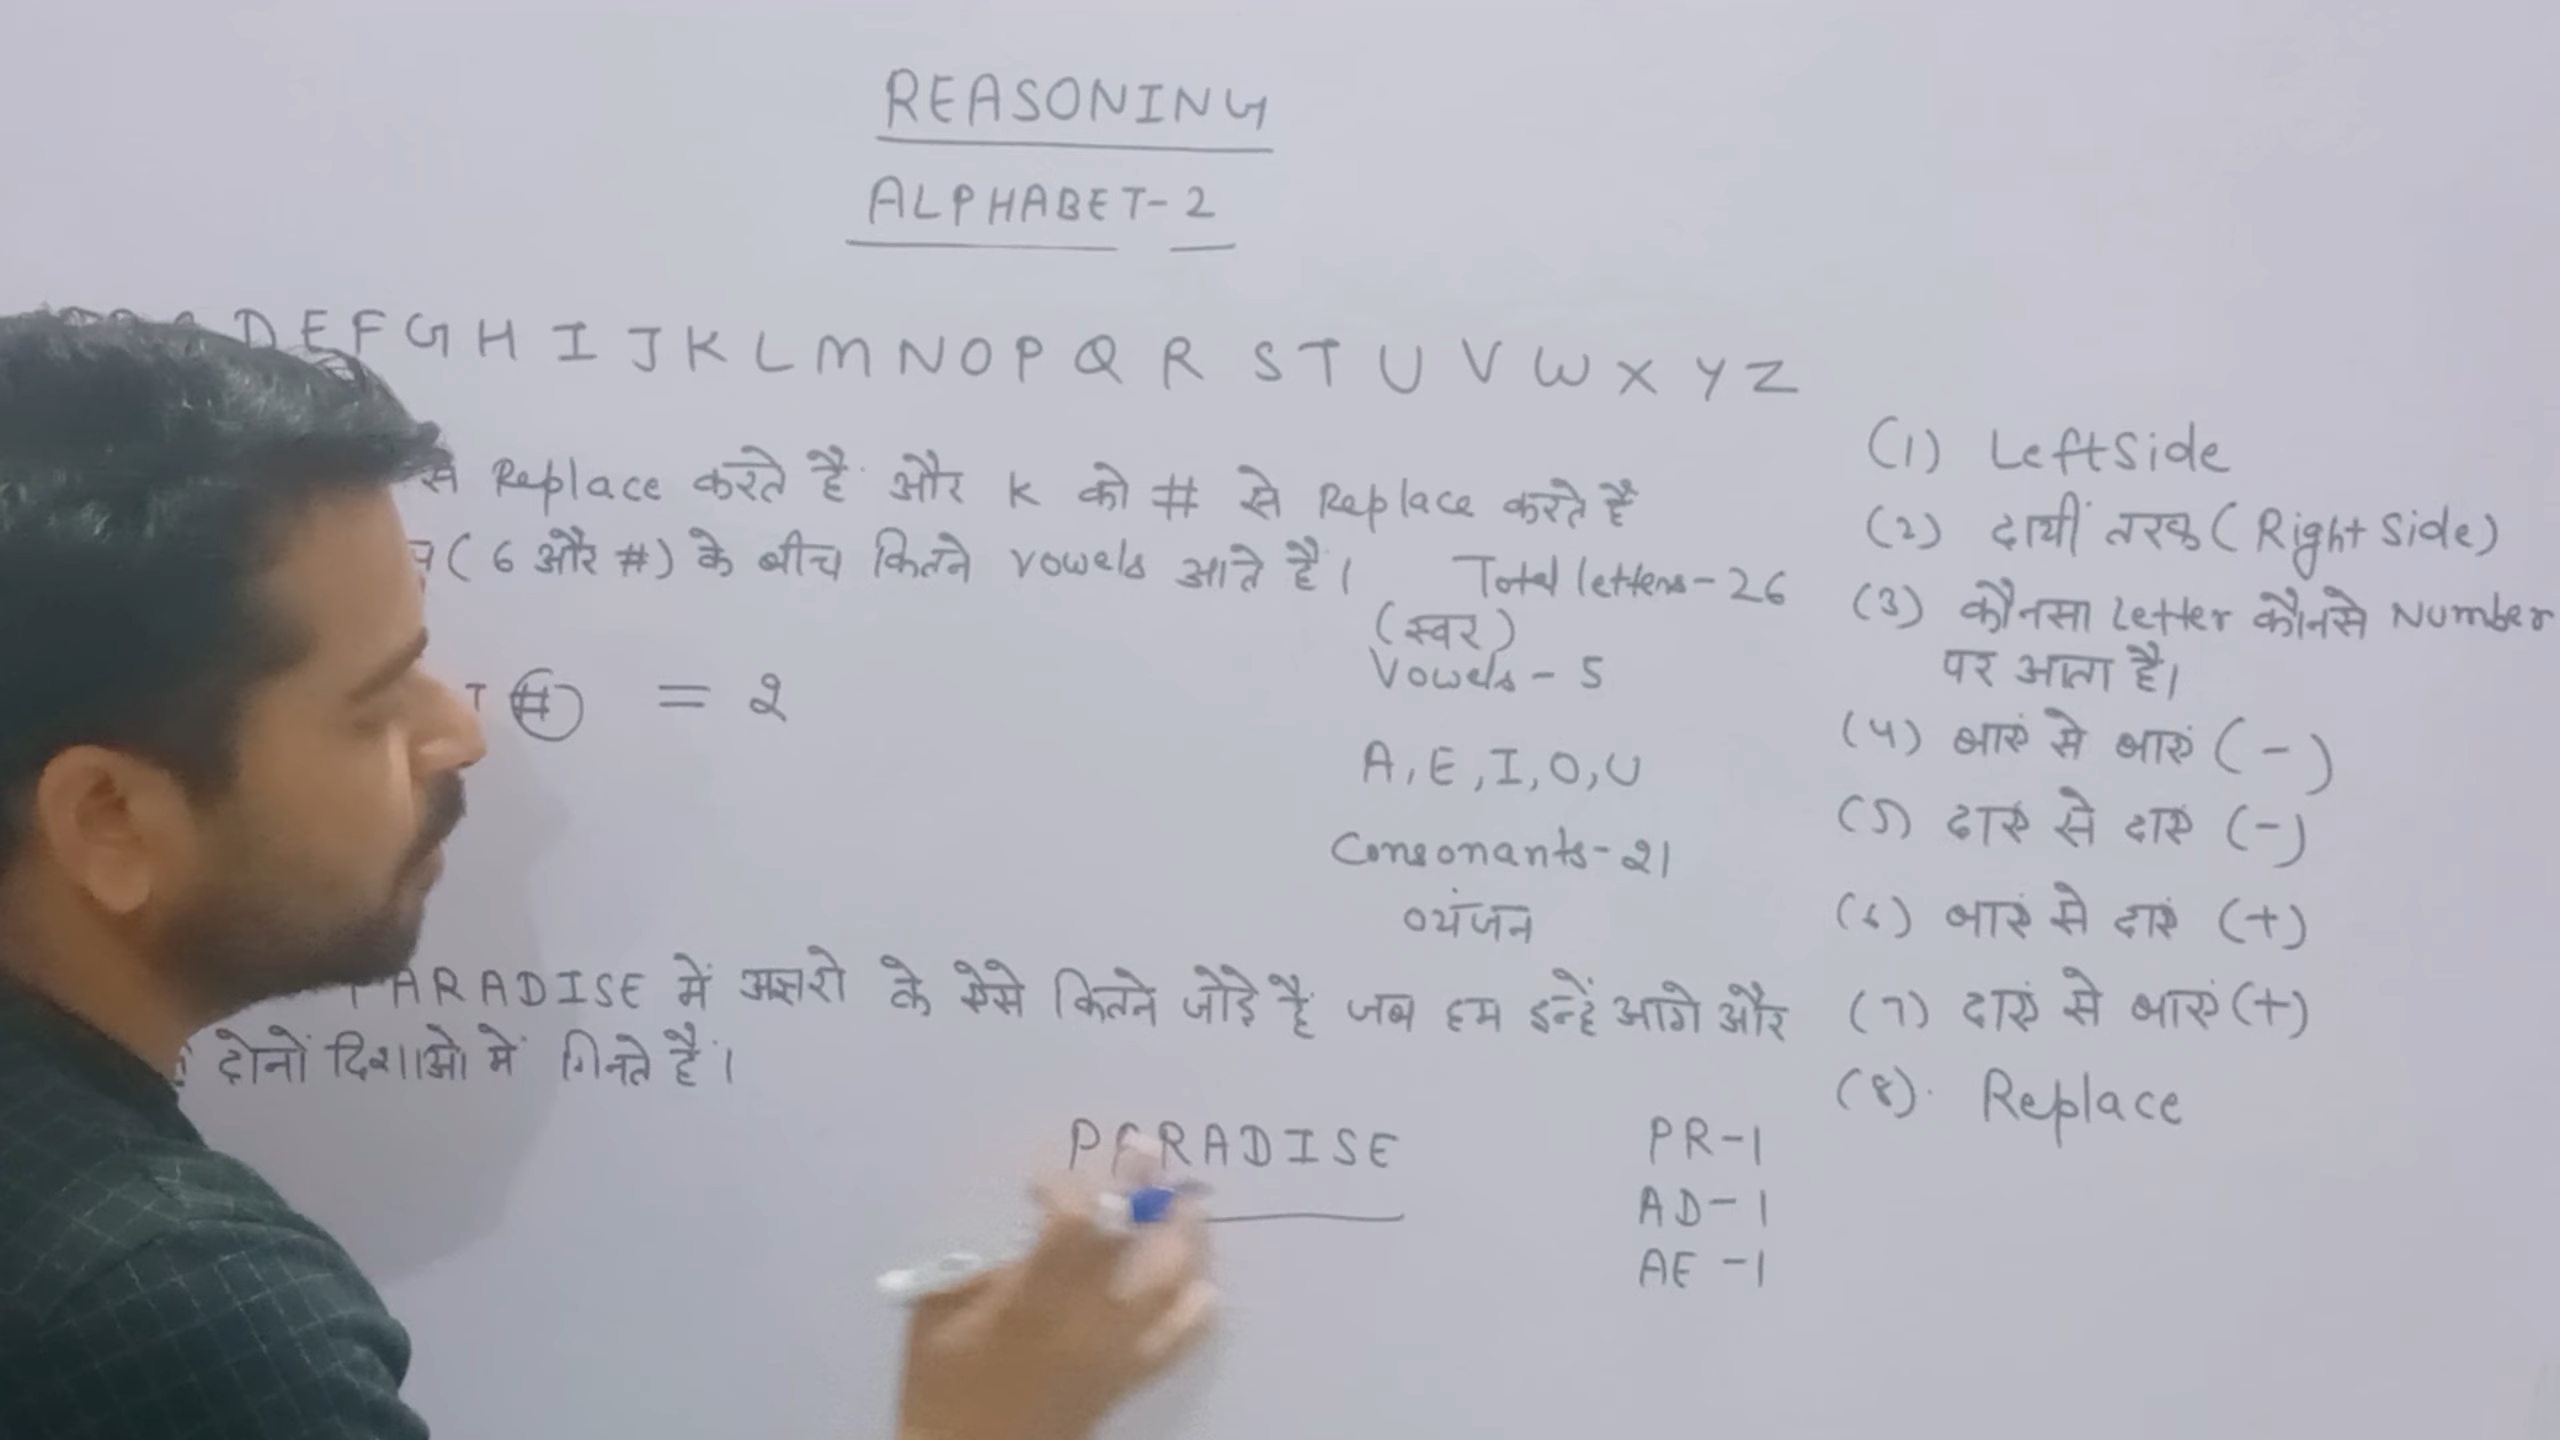 REASONING
ALPHABET-2
D E F G H I J K L M N O P Q R S T U V W X Y Z
से Replace करते है और K को # से Replace करते है
( 6 और #) के बीच कितने vowels आते है।
# = 2
Total letters-26
(स्वर)
Vowels-5
A, E, I, O, U
Consonants-21
व्यंजन
(1) Leftside
(2) दायीं तरफ (Right side)
(3) कौनसा letter कौनसे Number
पर आता है।
(4) बाएं से बाएं (-)
(5) दाएं से दाएं (-)
(6) बाएं से दाएं (+)
(7) दाएं से बाएं (+)
(8). Replace
PARADISE में अक्षरो के ऐसे कितने जोड़े है जब हम इन्हें आगे और
दोनों दिशाओ में गिनते है।
PARADISE
PR-1
AD-1
AE-1